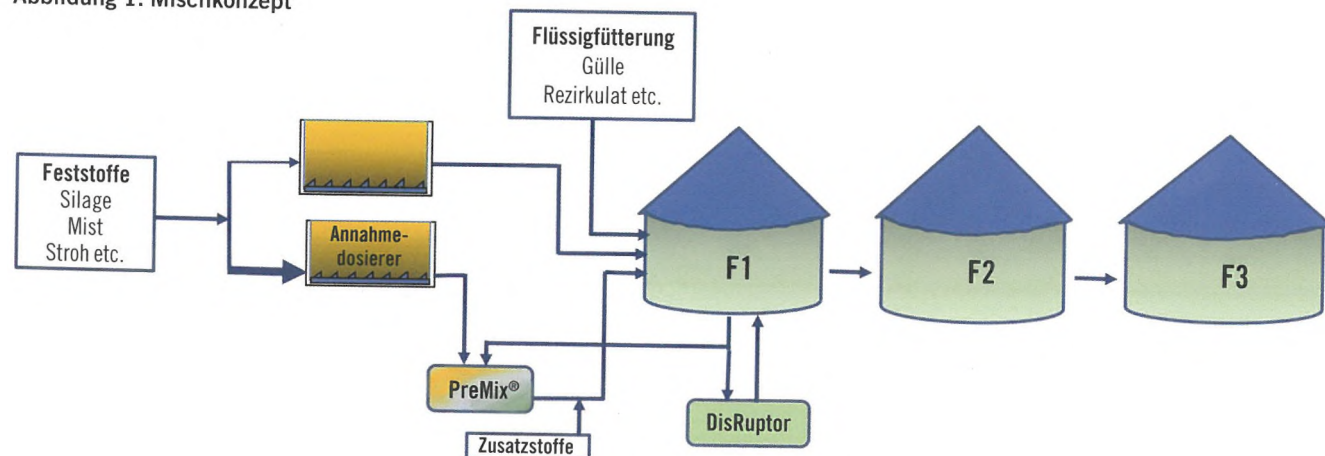 Abbildung 1: Mischkonzept
Flüssigfütterung
Gülle
Rezirkulat etc.
Feststoffe
Silage
Mist
Stroh etc.
Annahme-
dosierer
F1
F2
F3
PreMix®
DisRuptor
Zusatzstoffe